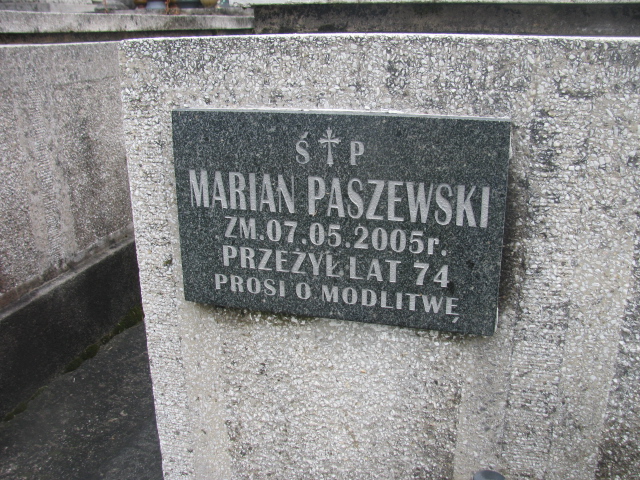 Ś † P
MARIAN PASZEWSKI
ZM.07.05.2005r.
PRZEŻYŁ LAT 74
PROSI O MODLITWĘ